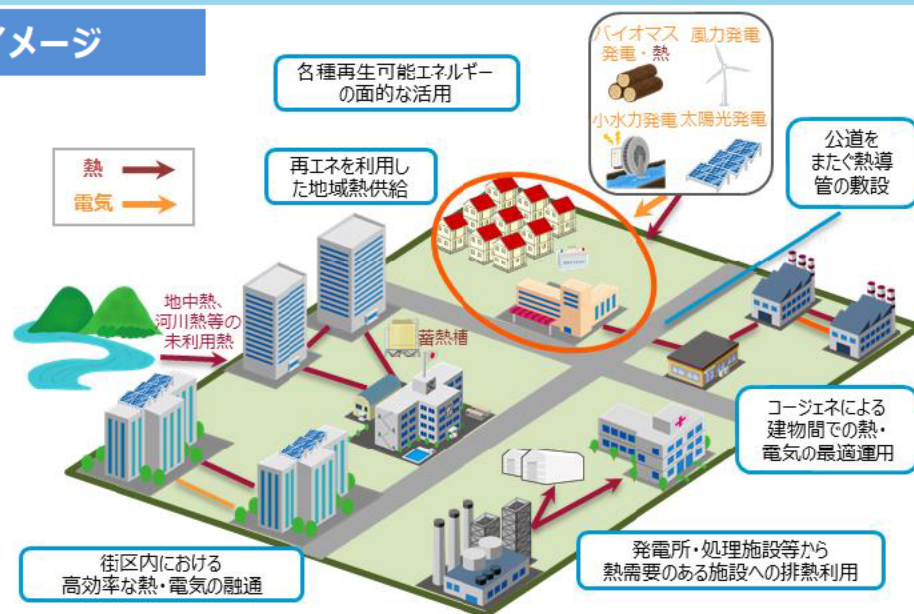 イメージ
各種再生可能エネルギー
の面的な活用
バイオマス
発電・熱
風力発電
小水力発電
太陽光発電
公道を
またぐ熱導
管の敷設
熱
電気
再エネを利用し
た地域熱供給
地中熱、
河川熱等の
未利用熱
蓄熱槽
コージェネによる
建物間での熱・
電気の最適運用
街区内における
高効率な熱・電気の融通
発電所・処理施設等から
熱需要のある施設への排熱利用